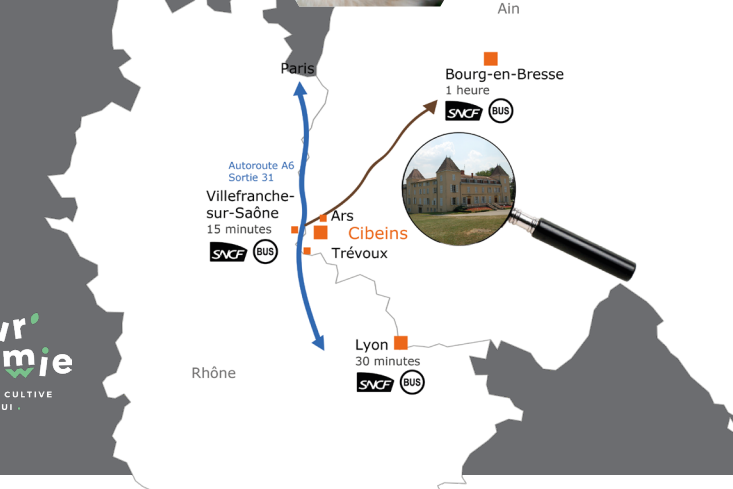 Ain
Paris
Bourg-en-Bresse
1 heure
SNCF BUS
Autoroute A6
Sortie 31
Villefranche-
sur-Saône
15 minutes
SNCF BUS
Ars
Cibeins
Trévoux
Lyon
30 minutes
SNCF BUS
Rhône
CULTIVE